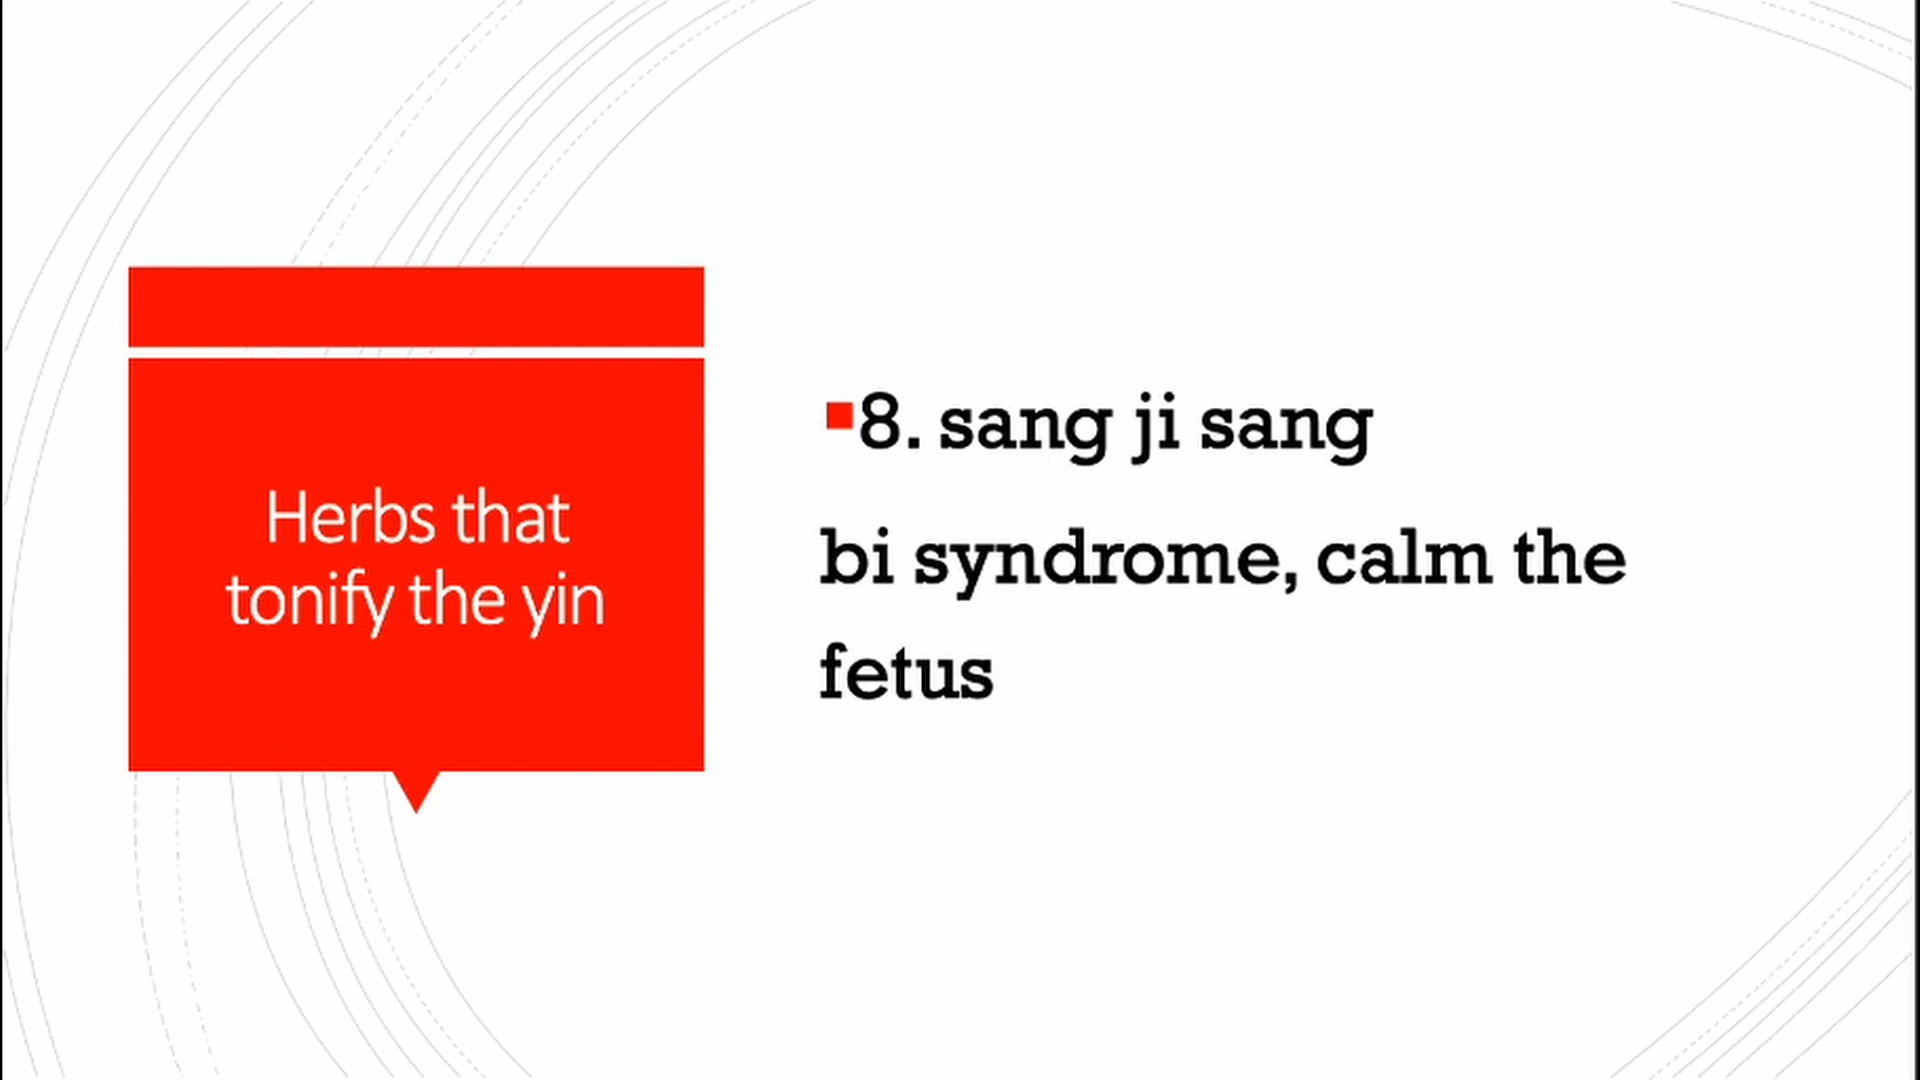 Herbs that
tonify the yin
8. sang ji sang
bi syndrome, calm the
fetus